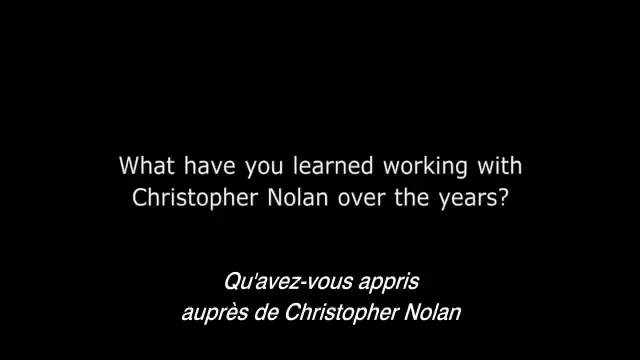 What have you learned working with
Christopher Nolan over the years?
Qu'avez-vous appris
auprès de Christopher Nolan